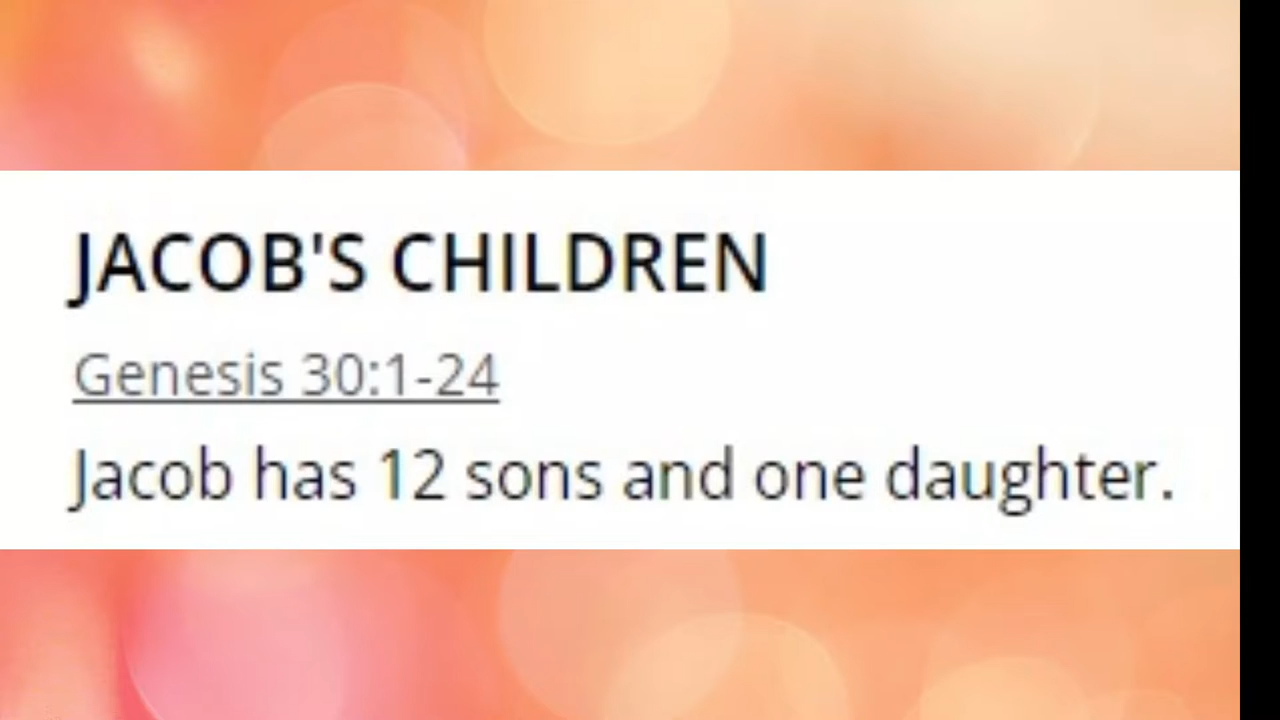 JACOB'S CHILDREN
Genesis 30:1-24
Jacob has 12 sons and one daughter.